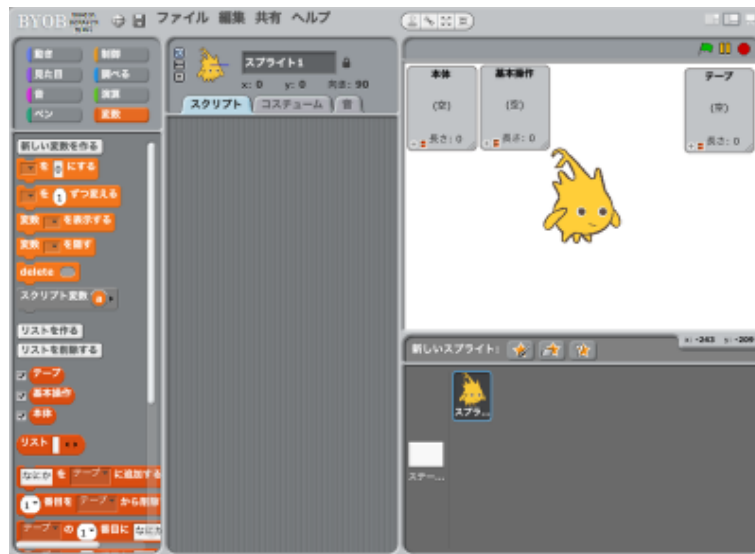 BYOB ファイル 編集 共有 ヘルプ
動き 制御
見た目 調べる
音 演算
ペン 変数
新しい変数を作る
を 0 にする
を 1 ずつ変える
変数 を表示する
変数 を隠す
delete
スクリプト変数 a
リストを作る
リストを削除する
テープ
基本操作
本体
リスト
なにか を テープ に追加する
1 番目を テープ から削除
テープ の 1 番目に なにか
スプライト1
x: 0 y: 0 向き: 90
スクリプト コスチューム 音
本体 基本操作 テープ
(空) (空) (空)
長さ: 0 長さ: 0 長さ: 0
x: -243 y: -209
新しいスプライト:
スプラ...
ステー...